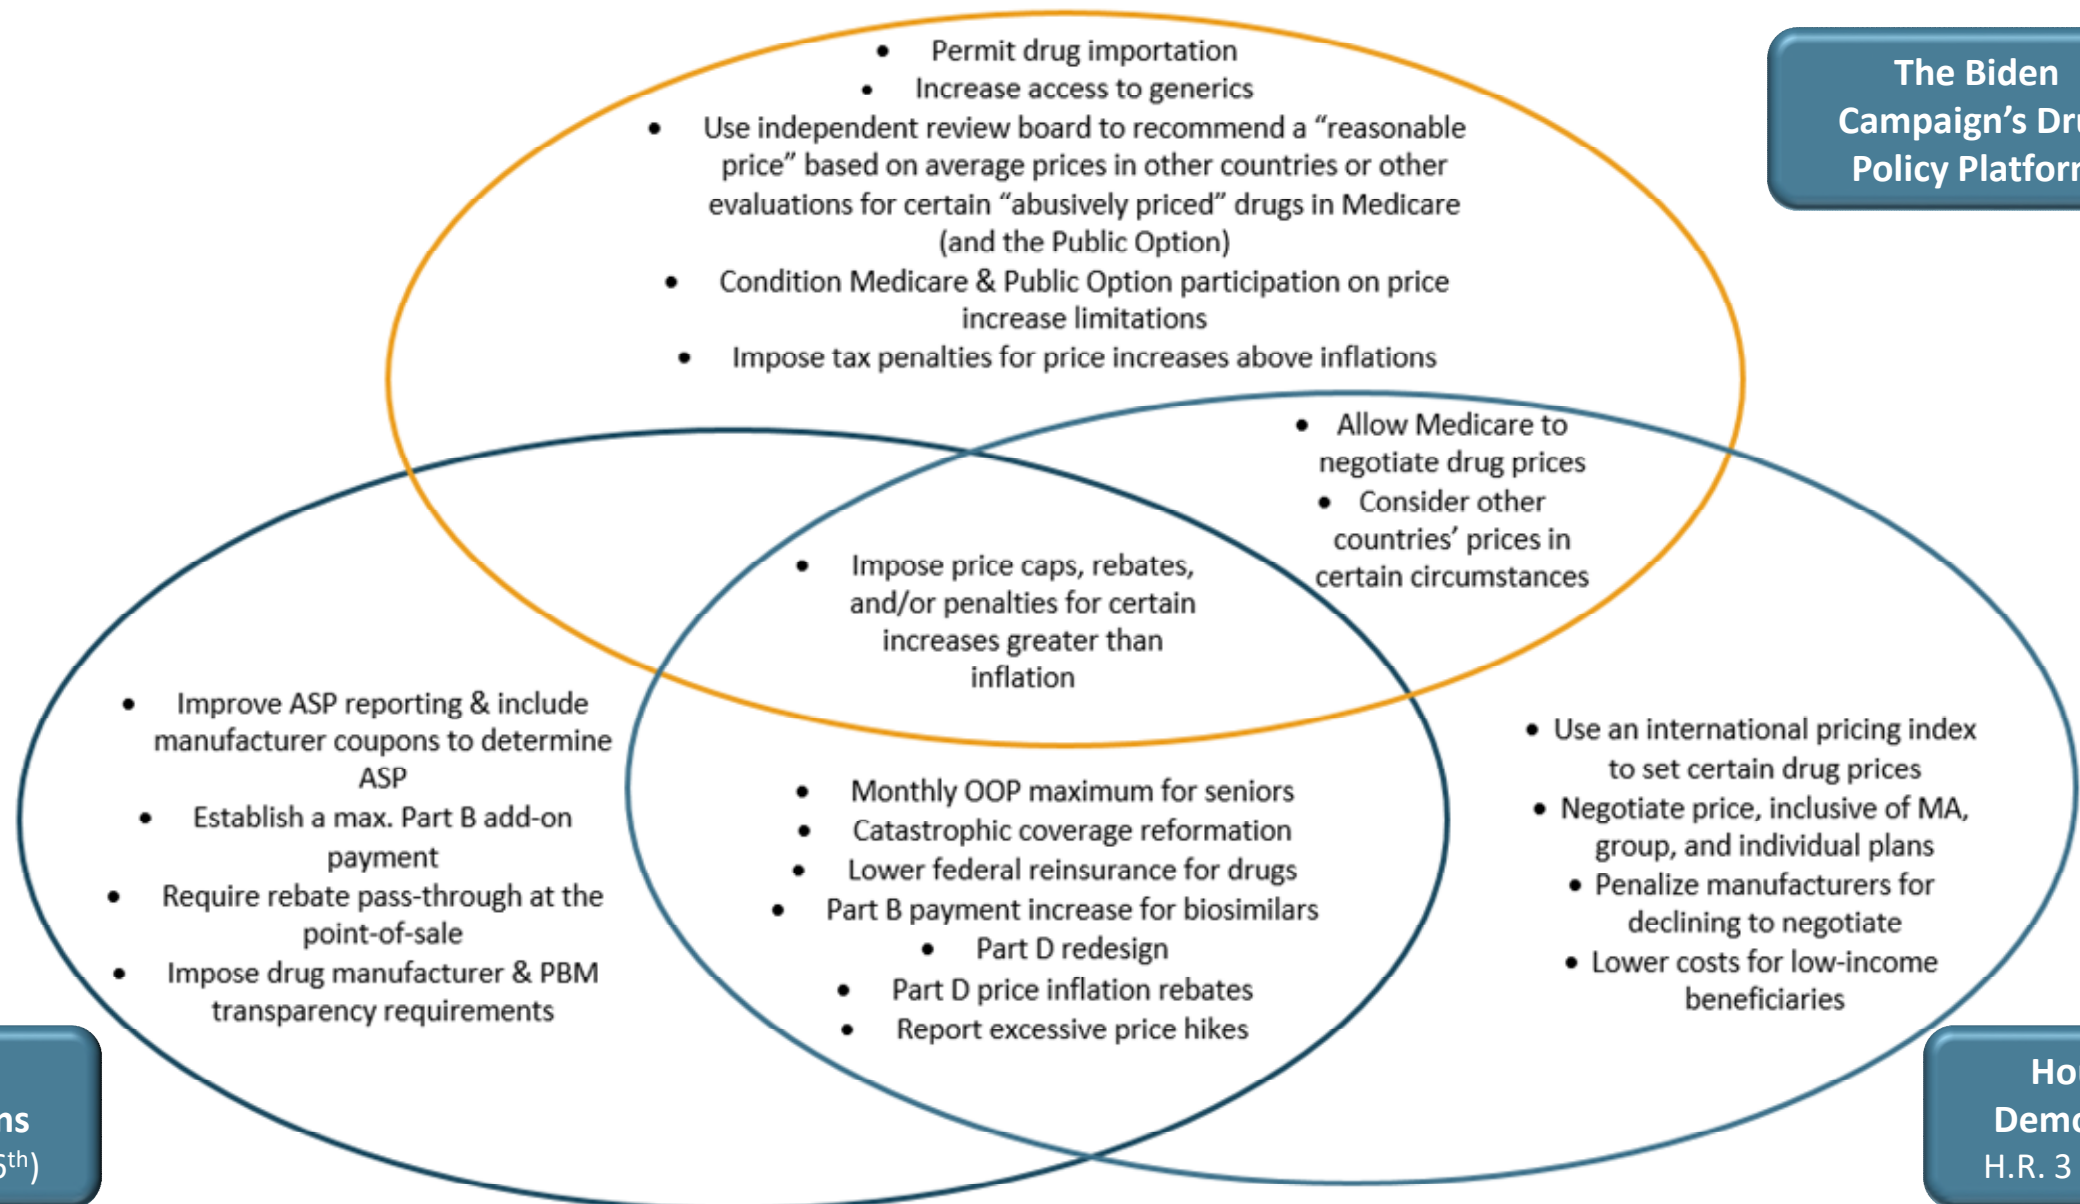 • Permit drug importation
• Increase access to generics
• Use independent review board to recommend a “reasonable
price” based on average prices in other countries or other
evaluations for certain “abusively priced” drugs in Medicare
(and the Public Option)
• Condition Medicare & Public Option participation on price
increase limitations
• Impose tax penalties for price increases above inflations
The Biden
Campaign’s
Policy
• Allow Medicare to
negotiate drug prices
• Consider other
countries’ prices in
certain circumstances
• Impose price caps, rebates,
and/or penalties for certain
increases greater than
inflation
• Improve ASP reporting & include
manufacturer coupons to determine
ASP
• Establish a max. Part B add-on
payment
• Require rebate pass-through at the
point-of-sale
• Impose drug manufacturer & PBM
transparency requirements
• Monthly OOP maximum for seniors
• Catastrophic coverage reformation
• Lower federal reinsurance for drugs
• Part B payment increase for biosimilars
• Part D redesign
• Part D price inflation rebates
• Report excessive price hikes
• Use an international pricing index
to set certain drug prices
• Negotiate price, inclusive of MA,
group, and individual plans
• Penalize manufacturers for
declining to negotiate
• Lower costs for low-income
beneficiaries
H.R. 3